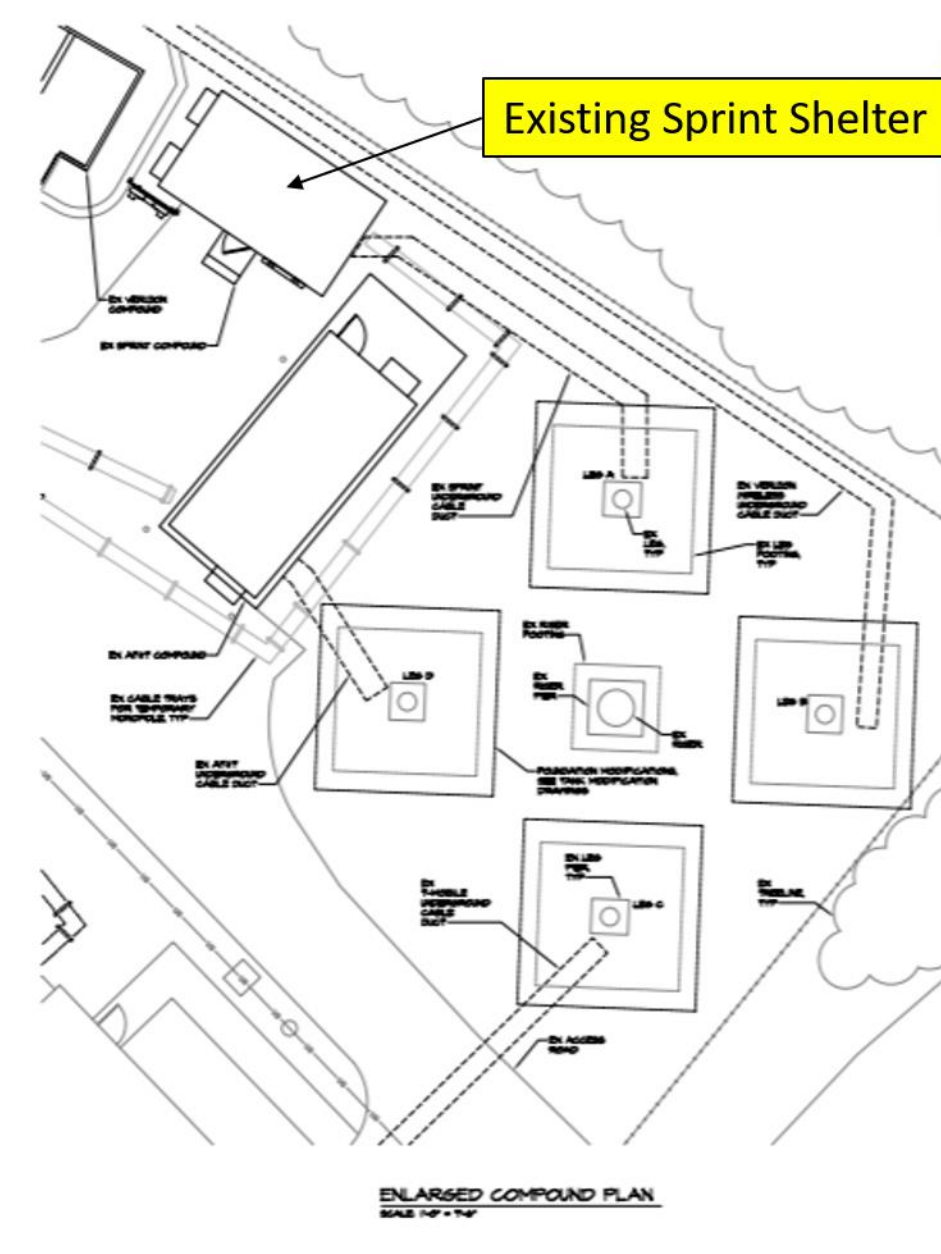 Existing Sprint Shelter
EX VERIZON
COMPOUND
EX SPRINT COMPOUND
LEG A
EX SPRINT
UNDERGROUND
CABLE
DUCT
EX VERIZON
WIRELESS
UNDERGROUND
CABLE DUCT
EX
LEG,
TYP
EX LEG
FOOTING,
TYP
EX RISER
FOOTING
EX AT&T COMPOUND
LEG D
EX
RISER
PIER
LEG B
EX CABLE TRAYS
FOR TEMPORARY
MONOPOLE, TYP
EX
RISER
EX AT&T
UNDERGROUND
CABLE DUCT
FOUNDATION MODIFICATIONS,
SEE TANK MODIFICATION
DRAWINGS
EX LEG
PIER,
TYP
EX
T-MOBILE
UNDERGROUND
CABLE
DUCT
LEG C
EX
TREELINE,
TYP
EX ACCESS
ROAD
ENLARGED COMPOUND PLAN